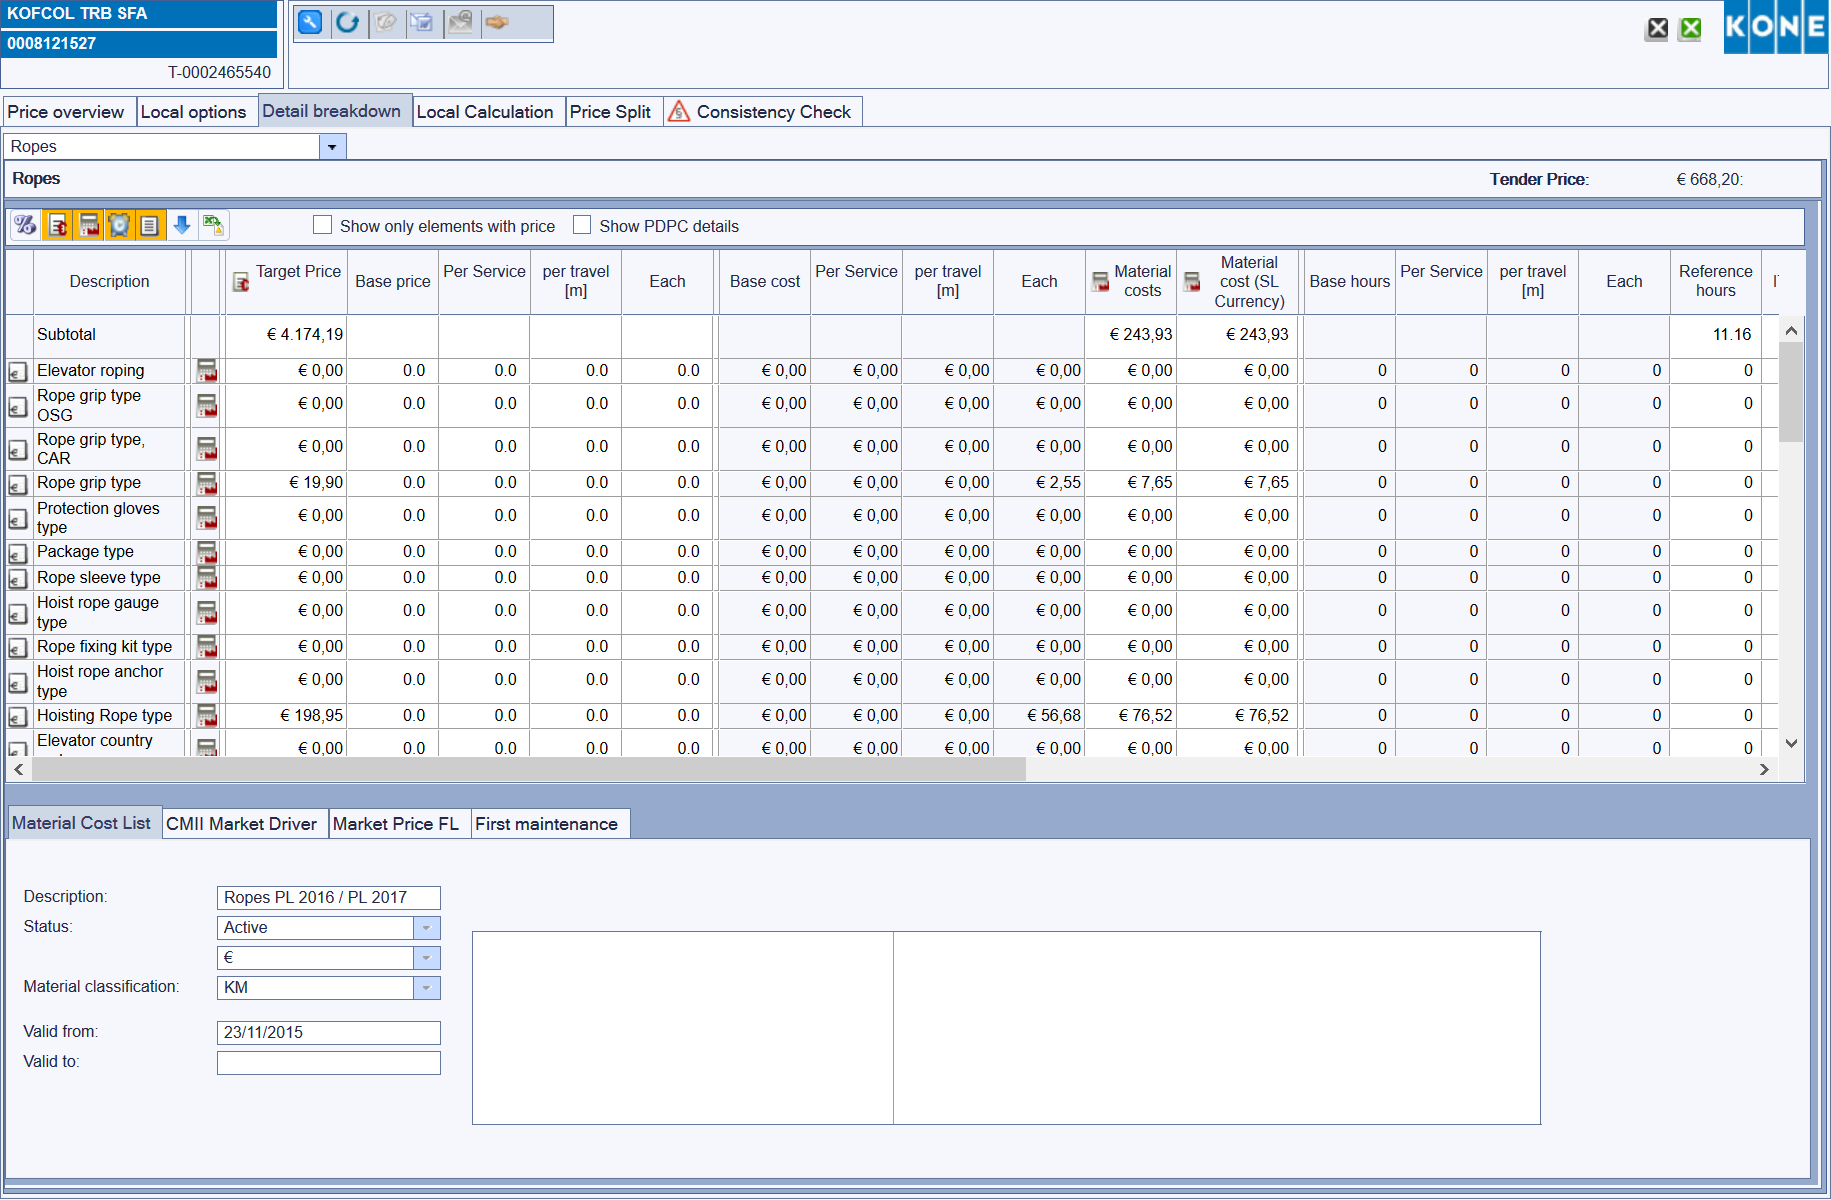 KOFCOL TRB SFA
0008121527
T-0002465540
KONE
Price overview Local options Detail breakdown Local Calculation Price Split Consistency Check
Ropes
Ropes Tender Price: € 668,20:
Show only elements with price Show PDPC details
Description Target Price Base price Per Service per travel [m] Each Base cost Per Service per travel [m] Each Material costs Material cost (SL Currency) Base hours Per Service per travel [m] Each Reference hours
Subtotal € 4.174,19 € 243,93 € 243,93 11.16
Elevator roping € 0,00 0.0 0.0 0.0 0.0 € 0,00 € 0,00 € 0,00 € 0,00 € 0,00 € 0,00 0 0 0 0 0
Rope grip type OSG € 0,00 0.0 0.0 0.0 0.0 € 0,00 € 0,00 € 0,00 € 0,00 € 0,00 € 0,00 0 0 0 0 0
Rope grip type, CAR € 0,00 0.0 0.0 0.0 0.0 € 0,00 € 0,00 € 0,00 € 0,00 € 0,00 € 0,00 0 0 0 0 0
Rope grip type € 19,90 0.0 0.0 0.0 0.0 € 0,00 € 0,00 € 0,00 € 2,55 € 7,65 € 7,65 0 0 0 0 0
Protection gloves type € 0,00 0.0 0.0 0.0 0.0 € 0,00 € 0,00 € 0,00 € 0,00 € 0,00 € 0,00 0 0 0 0 0
Package type € 0,00 0.0 0.0 0.0 0.0 € 0,00 € 0,00 € 0,00 € 0,00 € 0,00 € 0,00 0 0 0 0 0
Rope sleeve type € 0,00 0.0 0.0 0.0 0.0 € 0,00 € 0,00 € 0,00 € 0,00 € 0,00 € 0,00 0 0 0 0 0
Hoist rope gauge type € 0,00 0.0 0.0 0.0 0.0 € 0,00 € 0,00 € 0,00 € 0,00 € 0,00 € 0,00 0 0 0 0 0
Rope fixing kit type € 0,00 0.0 0.0 0.0 0.0 € 0,00 € 0,00 € 0,00 € 0,00 € 0,00 € 0,00 0 0 0 0 0
Hoist rope anchor type € 0,00 0.0 0.0 0.0 0.0 € 0,00 € 0,00 € 0,00 € 0,00 € 0,00 € 0,00 0 0 0 0 0
Hoisting Rope type € 198,95 0.0 0.0 0.0 0.0 € 0,00 € 0,00 € 0,00 € 56,68 € 76,52 € 76,52 0 0 0 0 0
Elevator country € 0,00 0.0 0.0 0.0 0.0 € 0,00 € 0,00 € 0,00 € 0,00 € 0,00 € 0,00 0 0 0 0 0
Material Cost List CMII Market Driver Market Price FL First maintenance
Description: Ropes PL 2016 / PL 2017
Status: Active
€
Material classification: KM
Valid from: 23/11/2015
Valid to: